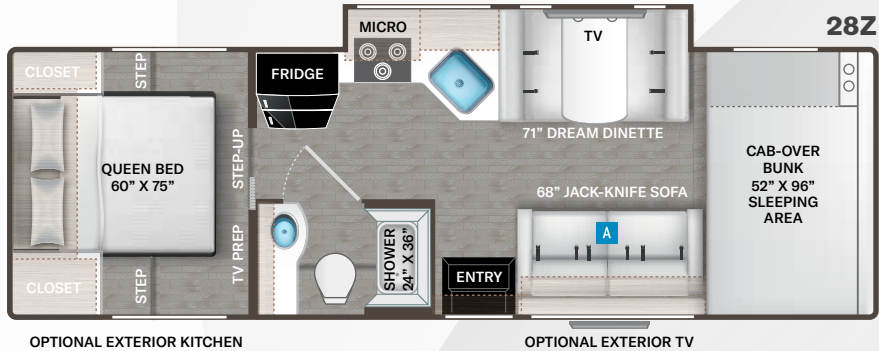 28Z
MICRO
TV
CLOSET
STEP
FRIDGE
71" DREAM DINETTE
STEP-UP
QUEEN BED
60" X 75"
CAB-OVER
BUNK
52" X 96"
SLEEPING
AREA
68" JACK-KNIFE SOFA
A
TV PREP
SHOWER
24" X 36"
ENTRY
CLOSET
STEP
OPTIONAL EXTERIOR KITCHEN
OPTIONAL EXTERIOR TV